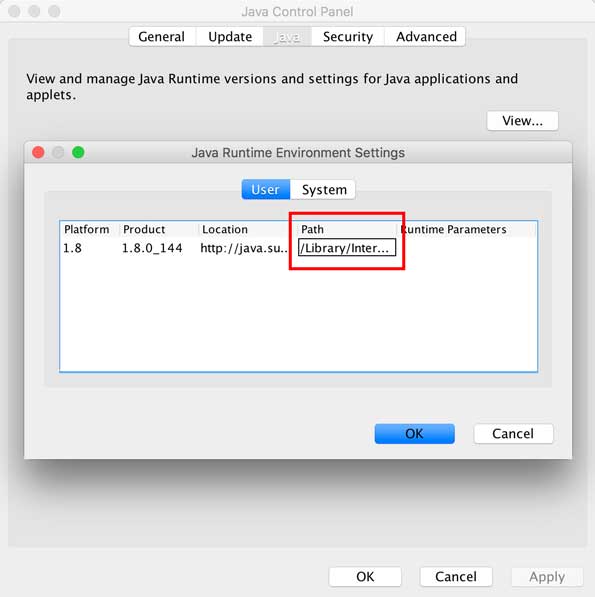 Java Control Panel
General Update Java Security Advanced
View and manage Java Runtime versions and settings for Java applications and
applets.
View...
Java Runtime Environment Settings
User System
Platform Product Location Path Runtime Parameters
1.8 1.8.0_144 http://java.su... /Library/Inter...
OK Cancel
OK Cancel Apply